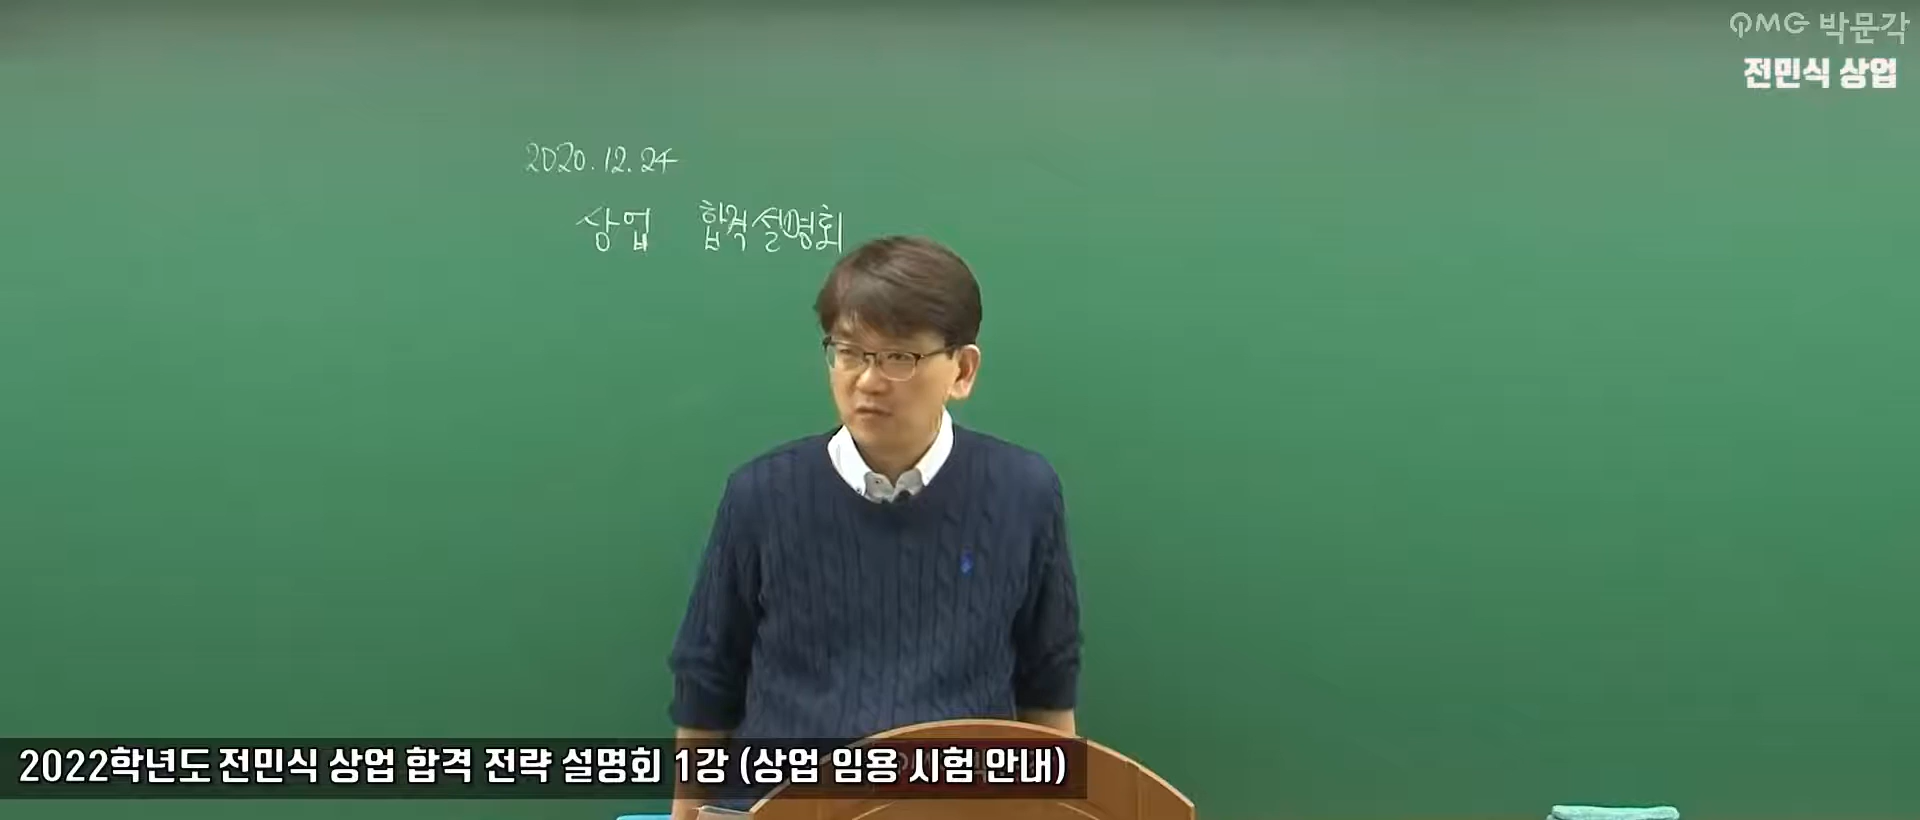 PMG 박문각
전민식 상업
2020.12.24
상업 합격설명회
2022학년도 전민식 상업 합격 전략 설명회 1강 (상업 임용 시험 안내)